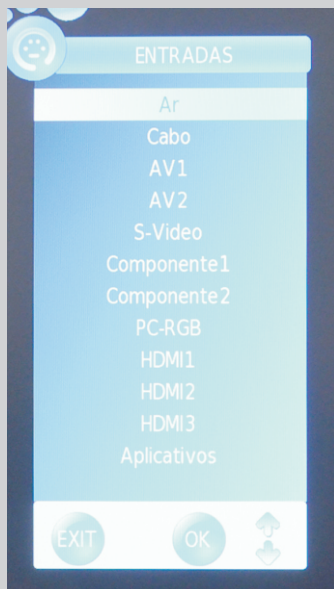 ENTRADAS
Ar
Cabo
AV1
AV2
S-Video
Componente1
Componente2
PC-RGB
HDMI1
HDMI2
HDMI3
Aplicativos
EXIT OK